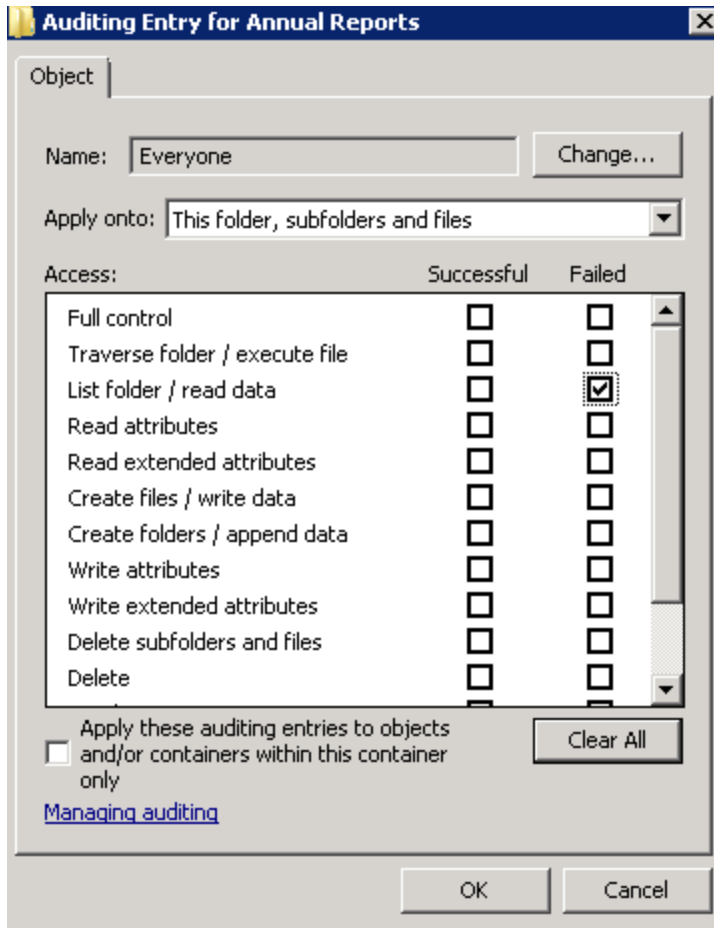 Auditing Entry for Annual Reports
Object
Name: Everyone Change...
Apply onto: This folder, subfolders and files
Access: Successful Failed
Full control
Traverse folder / execute file
List folder / read data
Read attributes
Read extended attributes
Create files / write data
Create folders / append data
Write attributes
Write extended attributes
Delete subfolders and files
Delete
Apply these auditing entries to objects
and/or containers within this container
only
Clear All
Managing auditing
OK Cancel